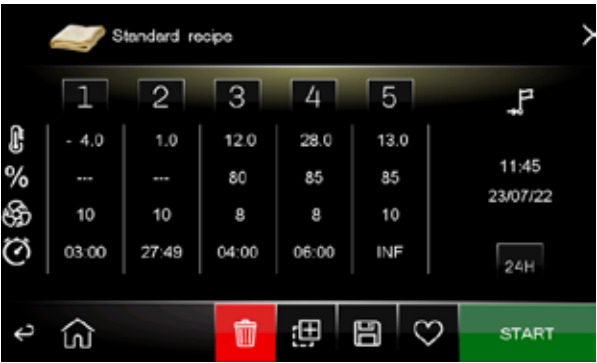 Standard recipe
1 2 3 4 5
- 4.0 1.0 12.0 28.0 13.0
% --- --- 80 85 85
11:45
23/07/22
10 10 8 8 10
03:00 27:49 04:00 06:00 INF
24H
START